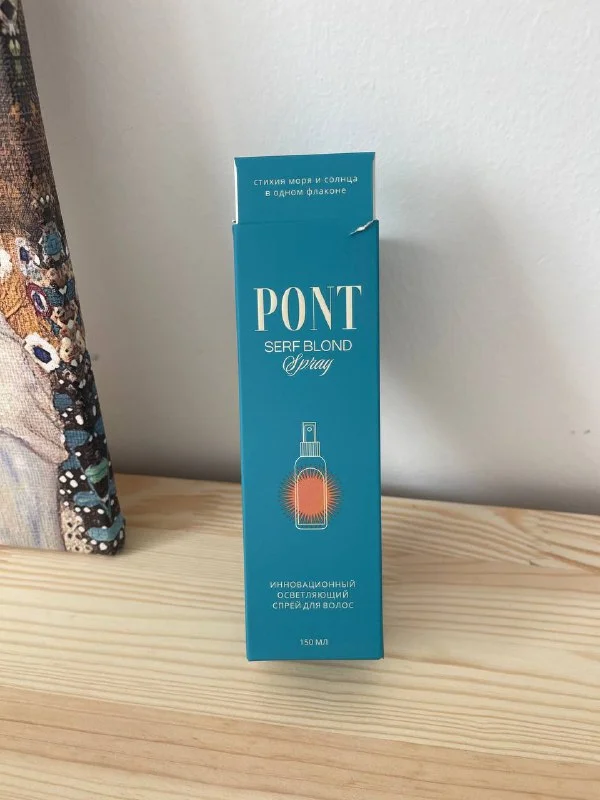 стихия моря и солнца
в одном флаконе
PONT
SERF BLOND
Spray
ИННОВАЦИОННЫЙ
ОСВЕТЛЯЮЩИЙ
СПРЕЙ ДЛЯ ВОЛОС
150 МЛ